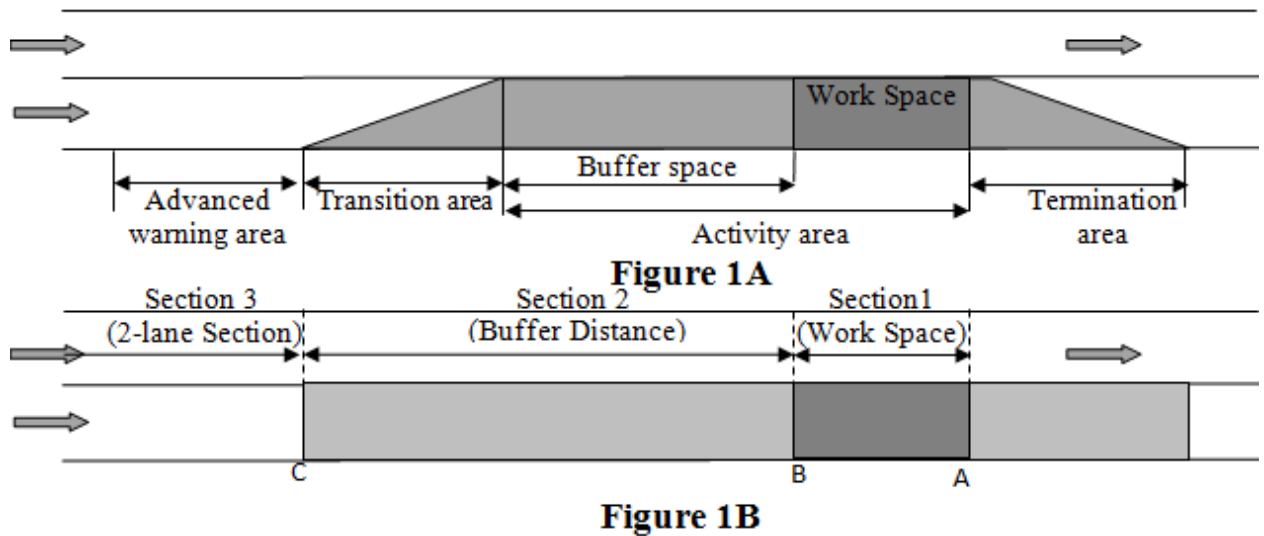 Work Space
Buffer space
Advanced
warning area
Transition area
Activity area
Termination
area
Figure 1A
Section 3
(2-lane Section)
Section 2
(Buffer Distance)
Section1
(Work Space)
C
B
A
Figure 1B